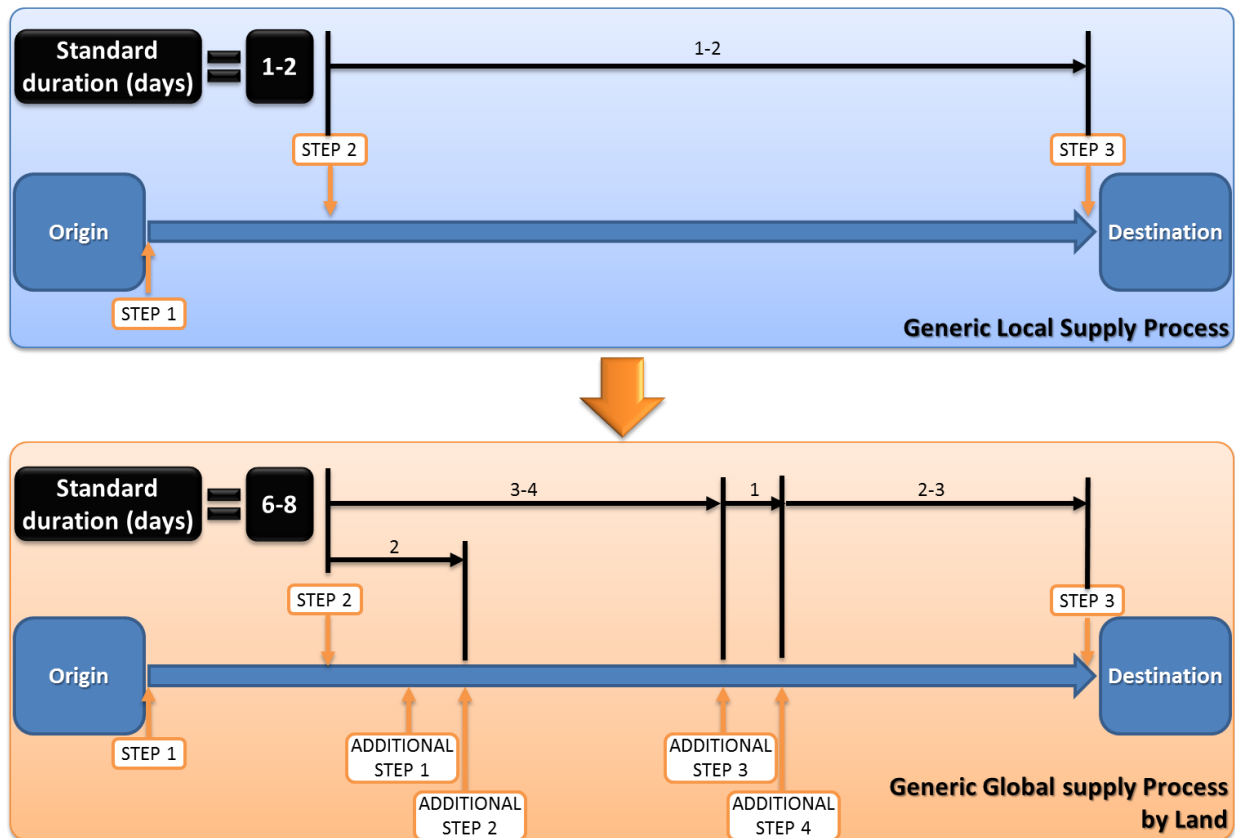 Standard
duration (days)
1-2
1-2
STEP 2
STEP 3
Origin
Destination
STEP 1
Generic Local Supply Process
Standard
duration (days)
6-8
3-4
1
2-3
2
STEP 2
STEP 3
Origin
Destination
STEP 1
ADDITIONAL
STEP 1
ADDITIONAL
STEP 2
ADDITIONAL
STEP 3
ADDITIONAL
STEP 4
Generic Global supply Process
by Land